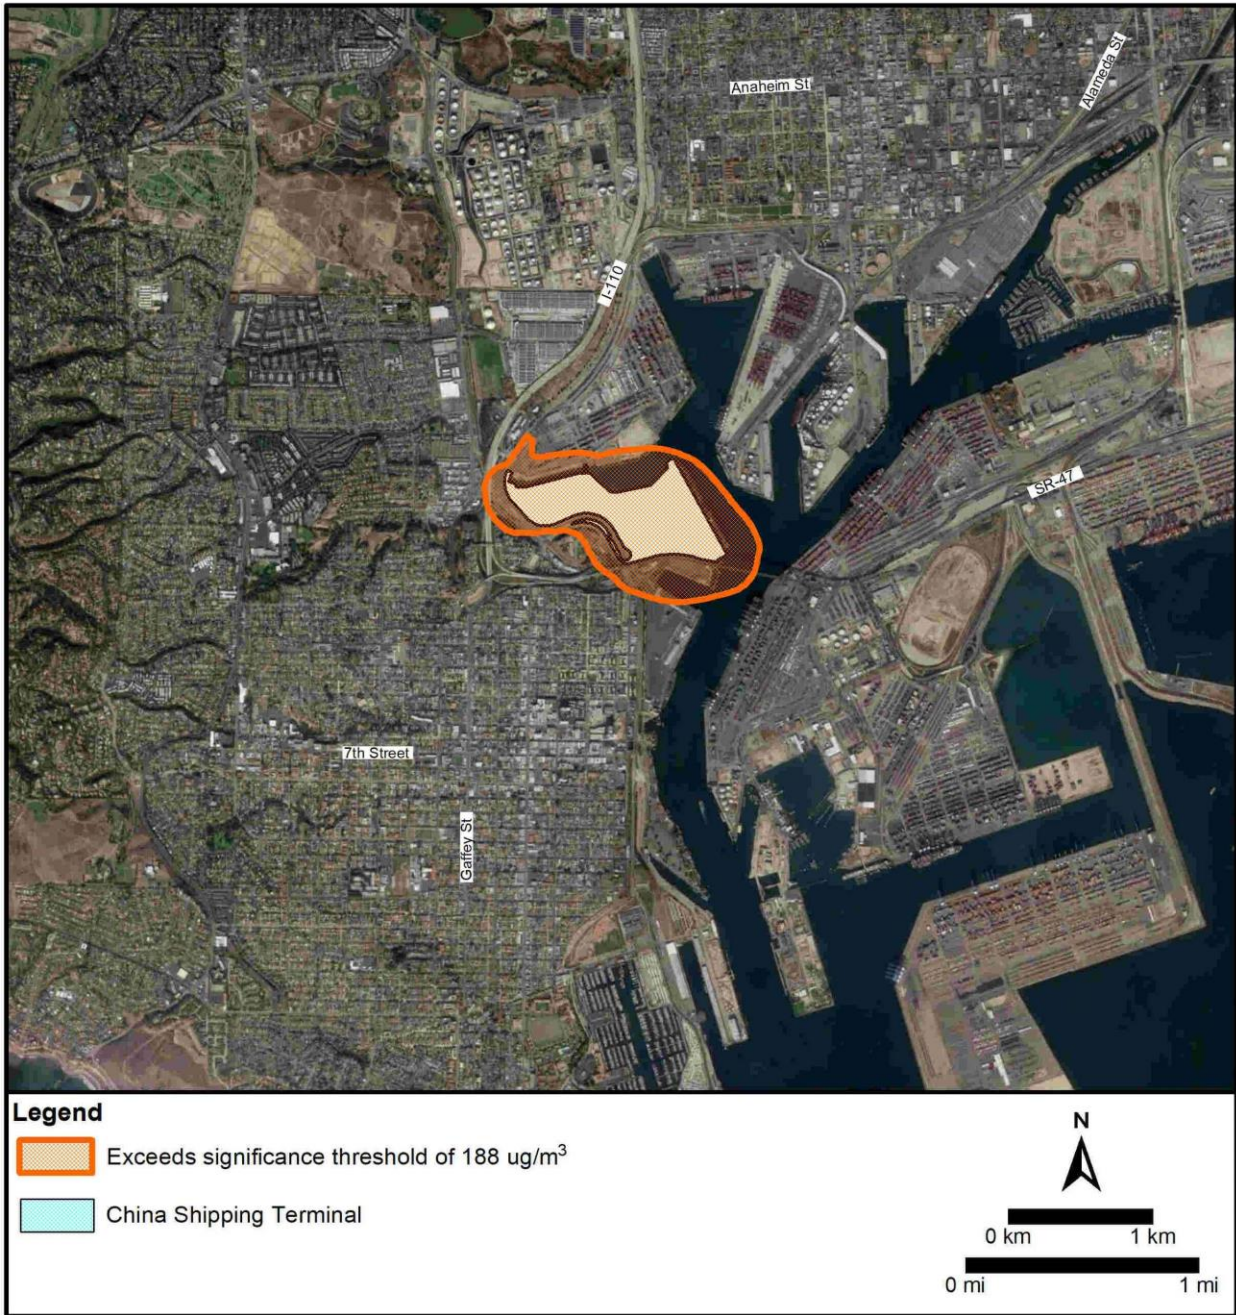 Anaheim St
Alameda St
I-110
SR-47
7th Street
Gaffey St
Legend
Exceeds significance threshold of 188 ug/m³
China Shipping Terminal
N
0 km 1 km
0 mi 1 mi